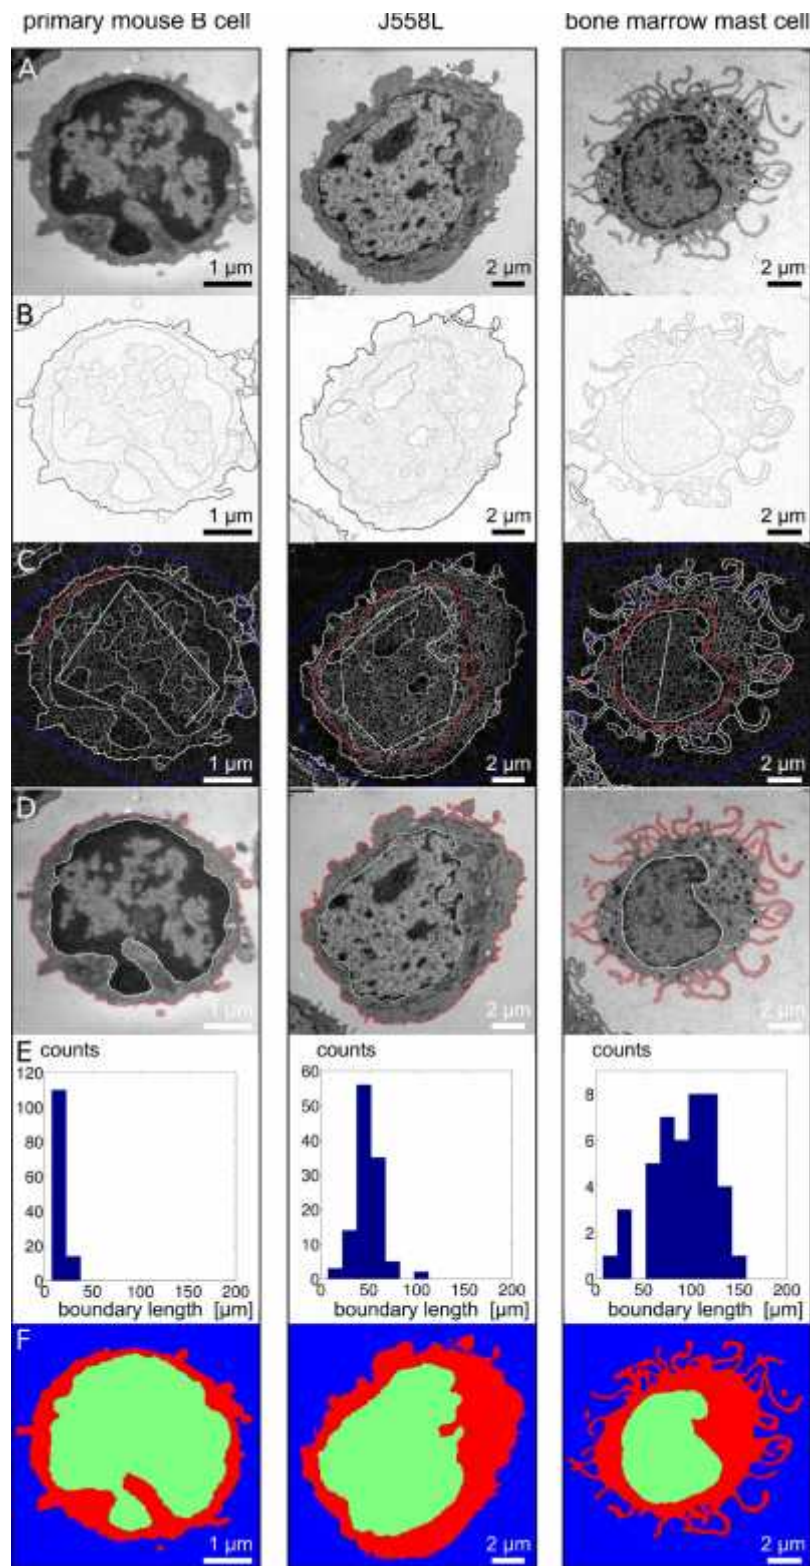 primary mouse B cell J558L bone marrow mast cell
A
1 µm 2 µm 2 µm
B
1 µm 2 µm 2 µm
C
1 µm 2 µm 2 µm
D
1 µm 2 µm 2 µm
E counts counts counts
120 60
100 50 8
80 40 6
60 30
40 20 4
20 10 2
0 0 0
0 50 100 150 200 0 50 100 150 200 0 50 100 150 200
boundary length [µm] boundary length [µm] boundary length [µm]
F
1 µm 2 µm 2 µm